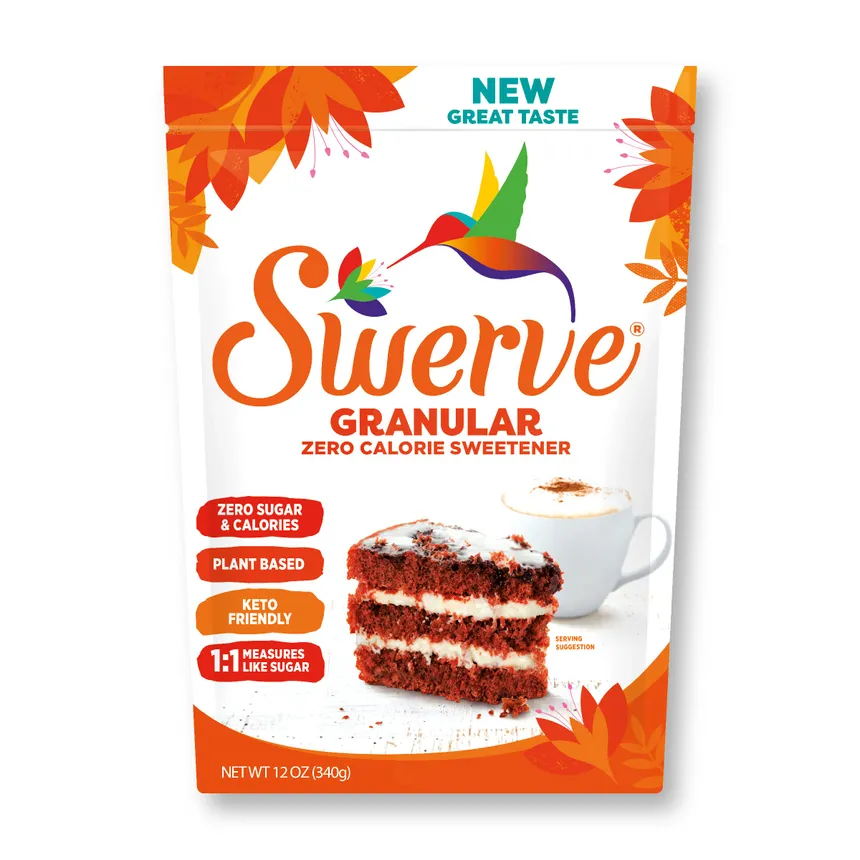 NEW
GREAT TASTE
Swerve®
GRANULAR
ZERO CALORIE SWEETENER
ZERO SUGAR
& CALORIES
PLANT BASED
KETO
FRIENDLY
1:1 MEASURES
LIKE SUGAR
SERVING
SUGGESTION
NET WT 12 OZ (340g)